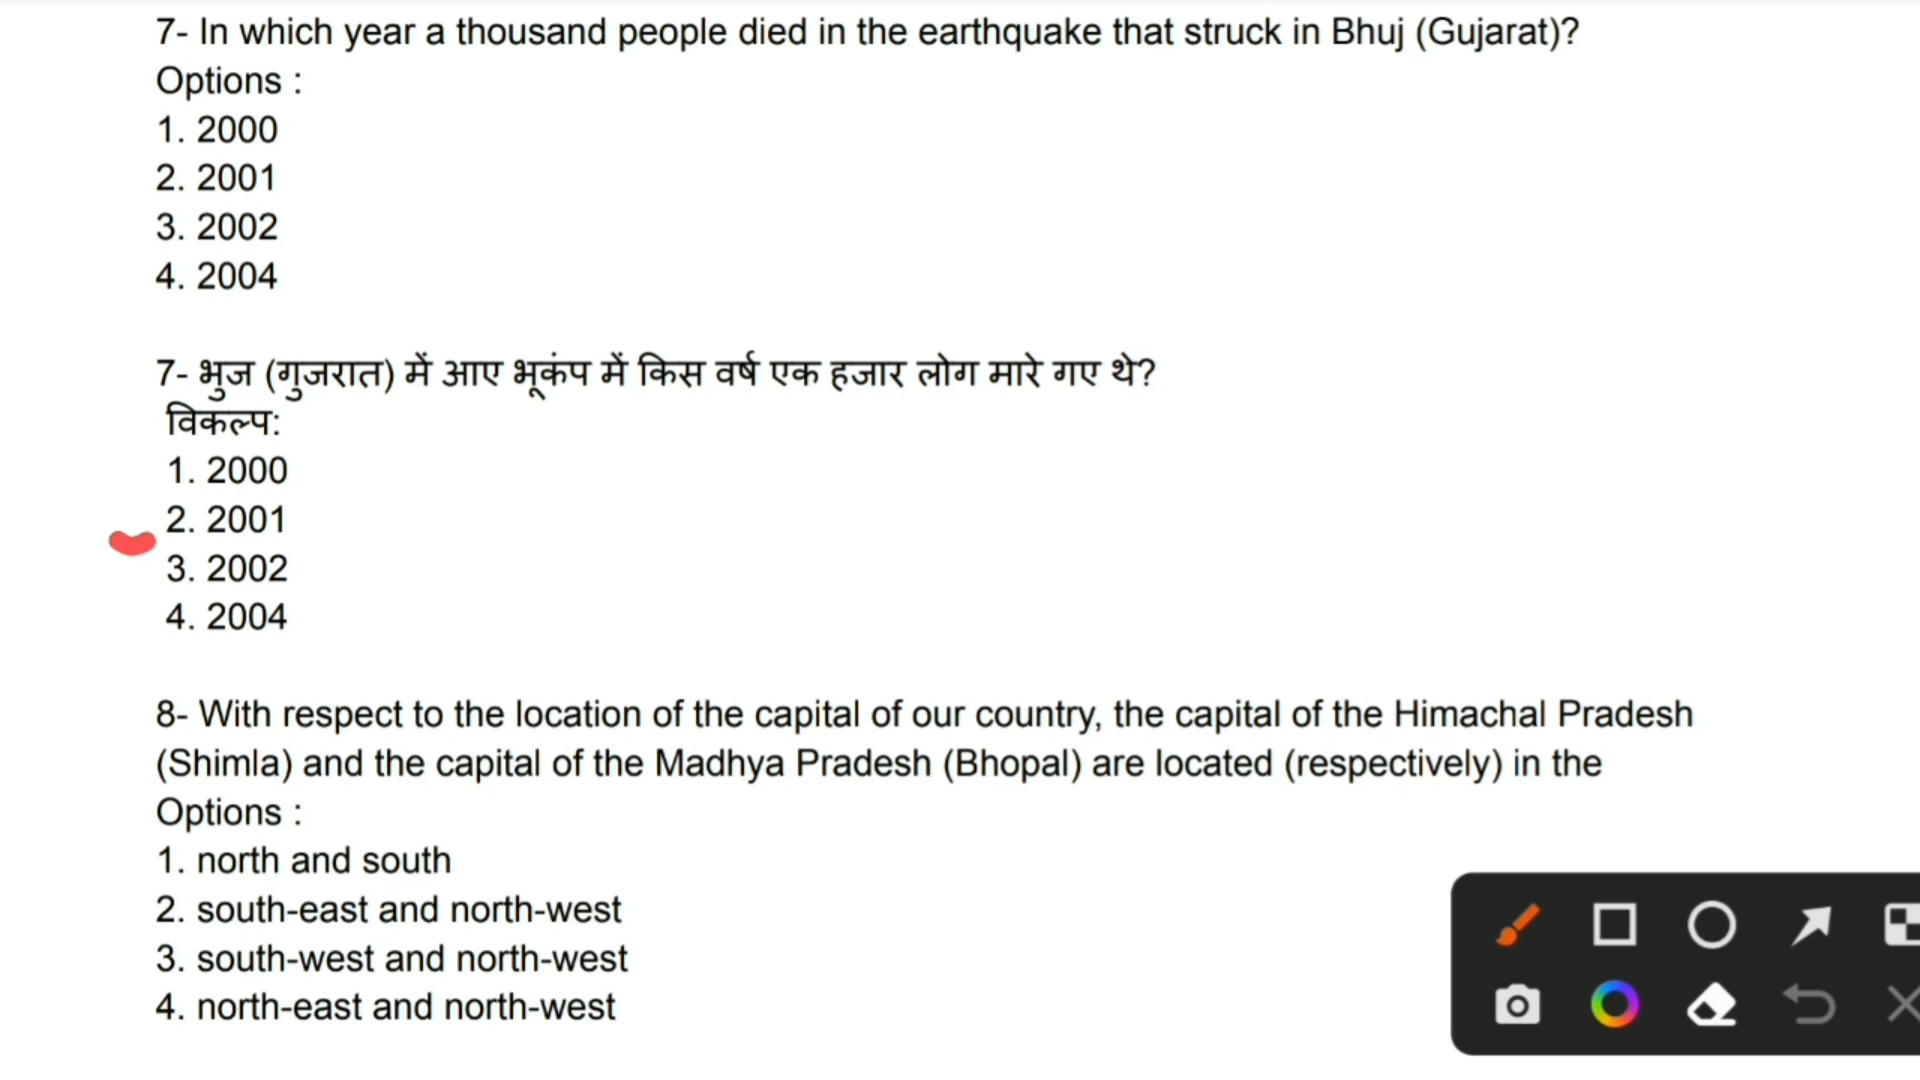 7- In which year a thousand people died in the earthquake that struck in Bhuj (Gujarat)?
Options :
1. 2000
2. 2001
3. 2002
4. 2004
7- भुज (गुजरात) में आए भूकंप में किस वर्ष एक हजार लोग मारे गए थे?
विकल्प:
1. 2000
2. 2001
3. 2002
4. 2004
8- With respect to the location of the capital of our country, the capital of the Himachal Pradesh
(Shimla) and the capital of the Madhya Pradesh (Bhopal) are located (respectively) in the
Options :
1. north and south
2. south-east and north-west
3. south-west and north-west
4. north-east and north-west